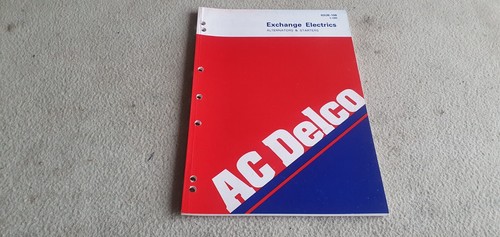 Exchange Electrics
ALTERNATORS & STARTERS
AC Delco